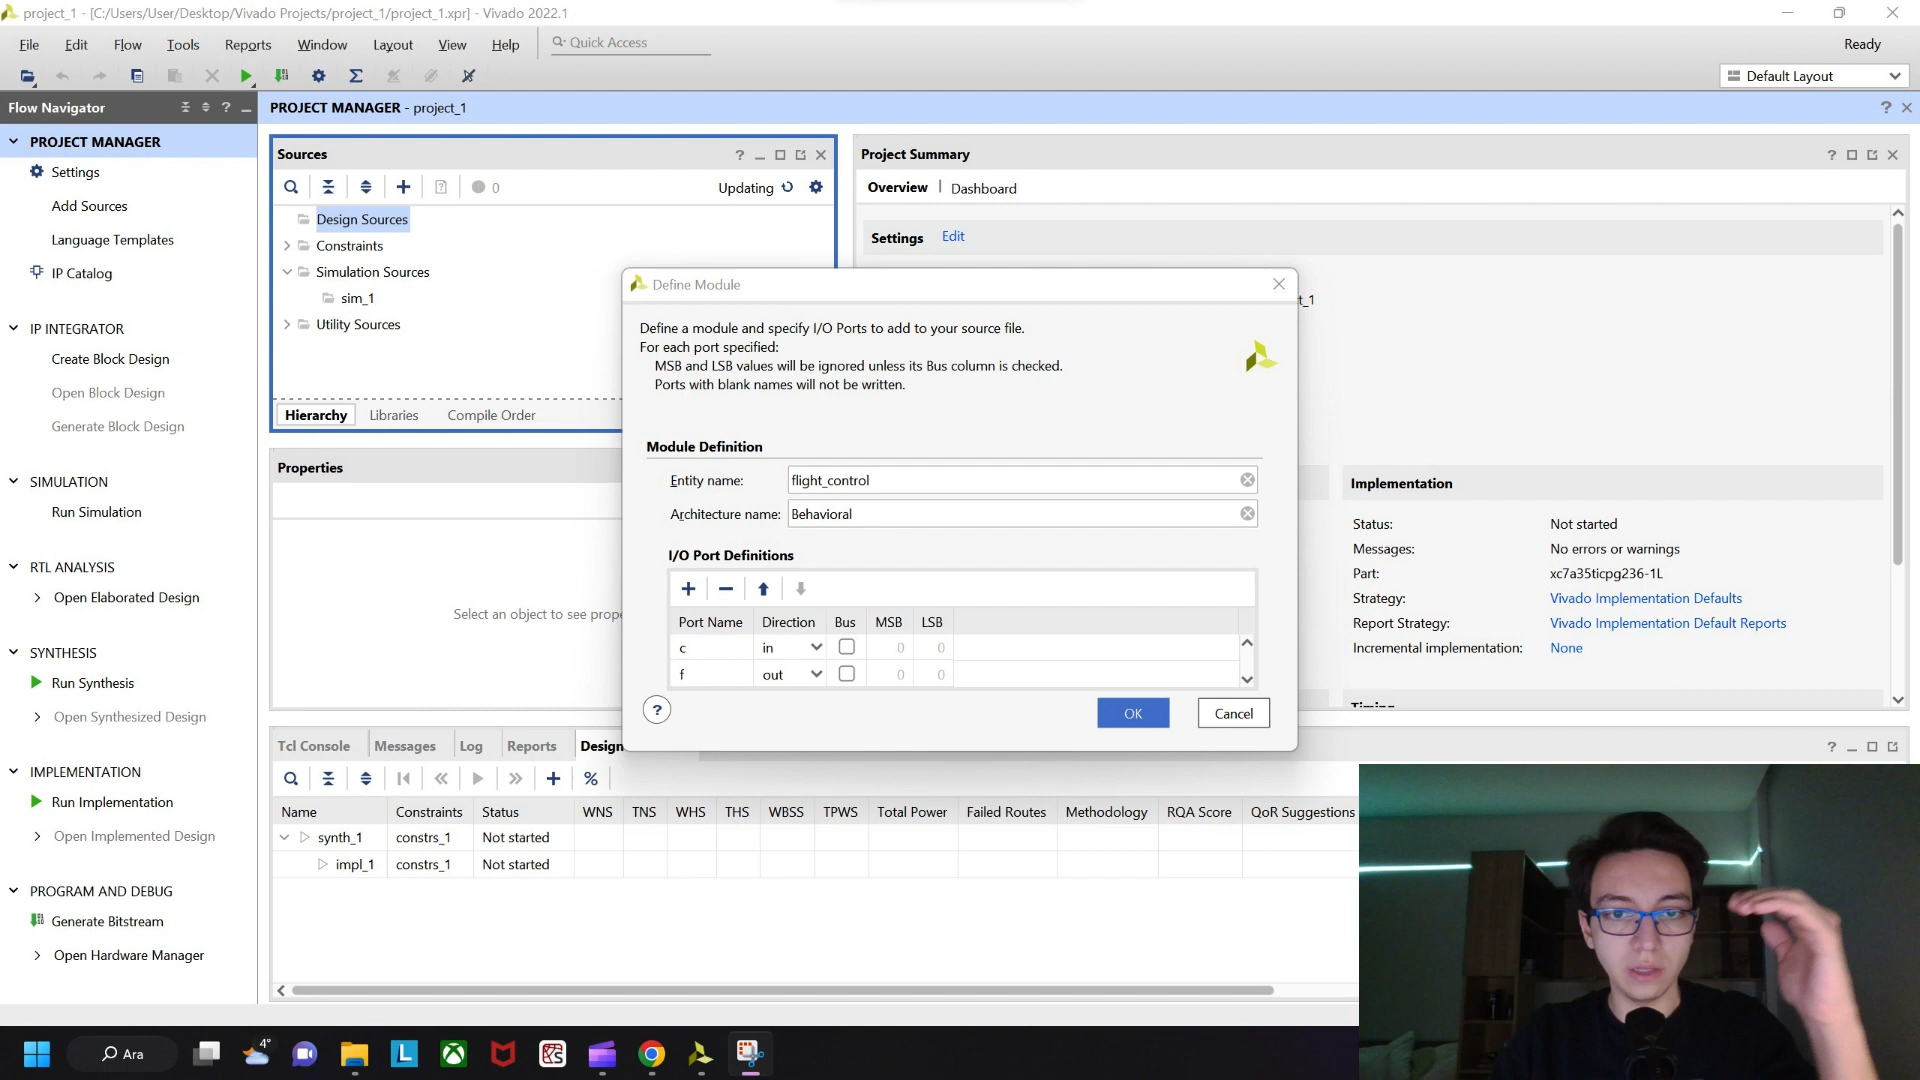 project_1 - [C:/Users/User/Desktop/Vivado Projects/project_1/project_1.xpr] - Vivado 2022.1
File Edit Flow Tools Reports Window Layout View Help Quick Access Ready
Default Layout
Flow Navigator
PROJECT MANAGER - project_1
PROJECT MANAGER
Settings
Add Sources
Language Templates
IP Catalog
IP INTEGRATOR
Create Block Design
Open Block Design
Generate Block Design
SIMULATION
Run Simulation
RTL ANALYSIS
Open Elaborated Design
SYNTHESIS
Run Synthesis
Open Synthesized Design
IMPLEMENTATION
Run Implementation
Open Implemented Design
PROGRAM AND DEBUG
Generate Bitstream
Open Hardware Manager
Sources
0 Updating
Design Sources
Constraints
Simulation Sources
sim_1
Utility Sources
Hierarchy Libraries Compile Order
Properties
Select an object to see prope
Project Summary
Overview | Dashboard
Settings Edit
t_1
Define Module
Define a module and specify I/O Ports to add to your source file.
For each port specified:
MSB and LSB values will be ignored unless its Bus column is checked.
Ports with blank names will not be written.
Module Definition
Entity name: flight_control
Architecture name: Behavioral
I/O Port Definitions
Port Name Direction Bus MSB LSB
c in 0 0
f out 0 0
? OK Cancel
Implementation
Status: Not started
Messages: No errors or warnings
Part: xc7a35ticpg236-1L
Strategy: Vivado Implementation Defaults
Report Strategy: Vivado Implementation Default Reports
Incremental implementation: None
Timing
Tcl Console Messages Log Reports Design
Name Constraints Status WNS TNS WHS THS WBSS TPWS Total Power Failed Routes Methodology RQA Score QoR Suggestions
synth_1 constrs_1 Not started
impl_1 constrs_1 Not started
Ara
4°
L